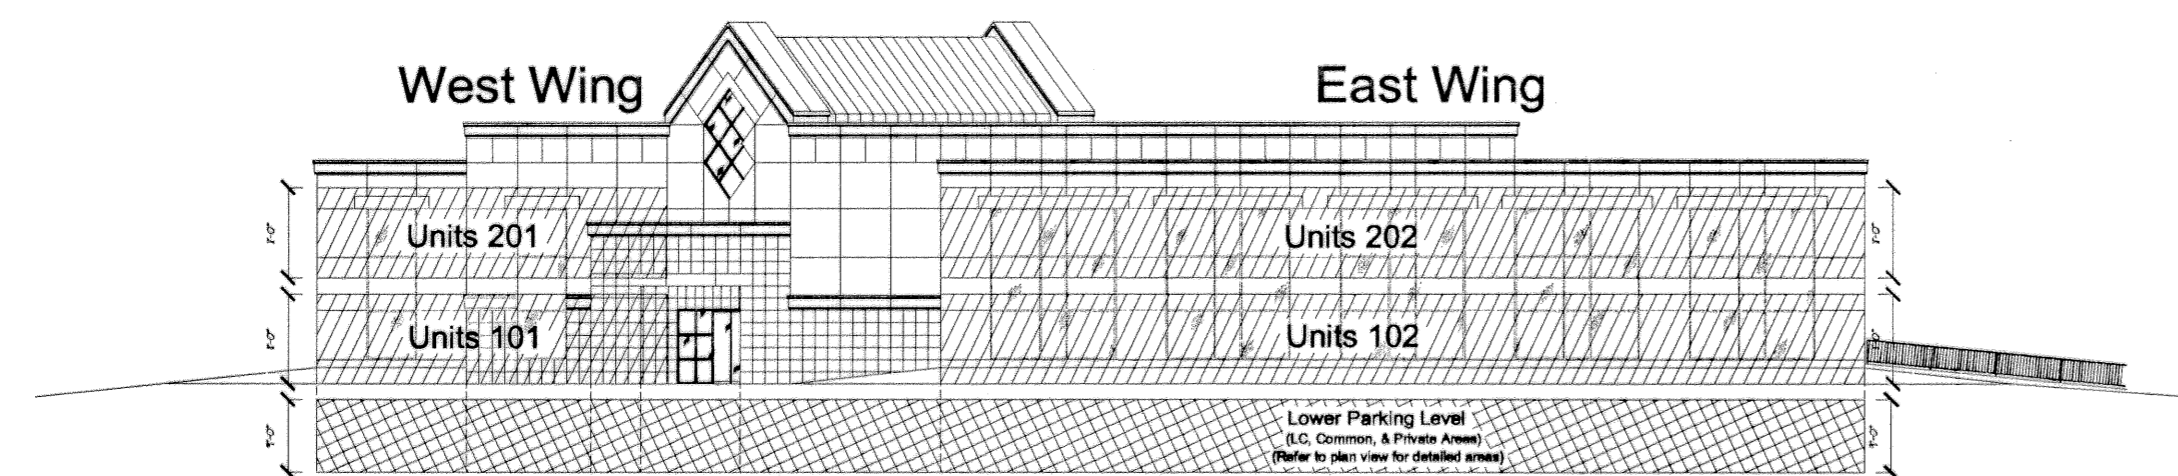 West Wing
East Wing
Units 201
Units 202
Units 101
Units 102
Lower Parking Level
(LC, Common, & Private Areas)
(Refer to plan view for detailed areas)